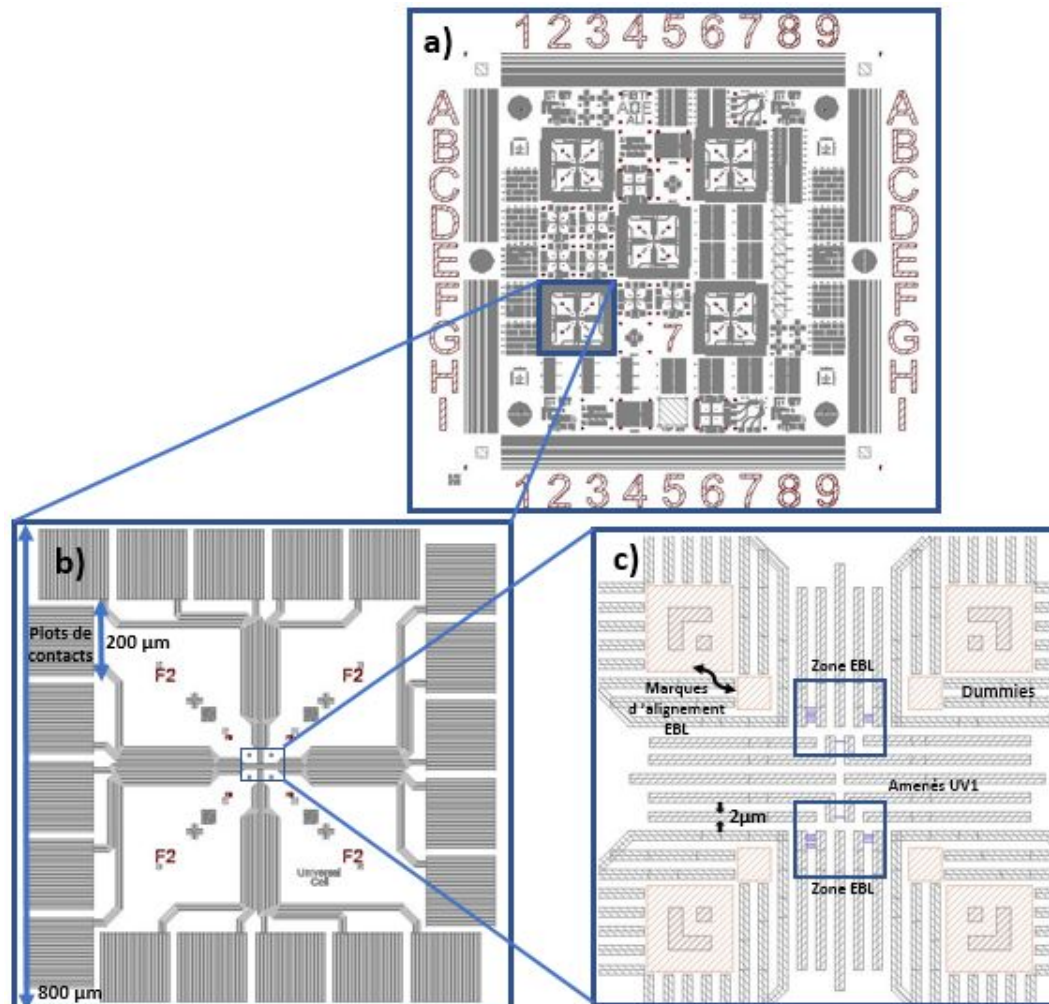 a)
1 2 3 4 5 6 7 8 9
A A
B B
C C
D D
E E
F F
G G
H H
I I
7
1 2 3 4 5 6 7 8 9
b)
Plots de
contacts
200 µm
F2 F2
F2 F2
Universal
Cell
800 µm
c)
Zone EBL
Marques
d'alignement
EBL
Dummies
Amenés UV1
2µm
Zone EBL